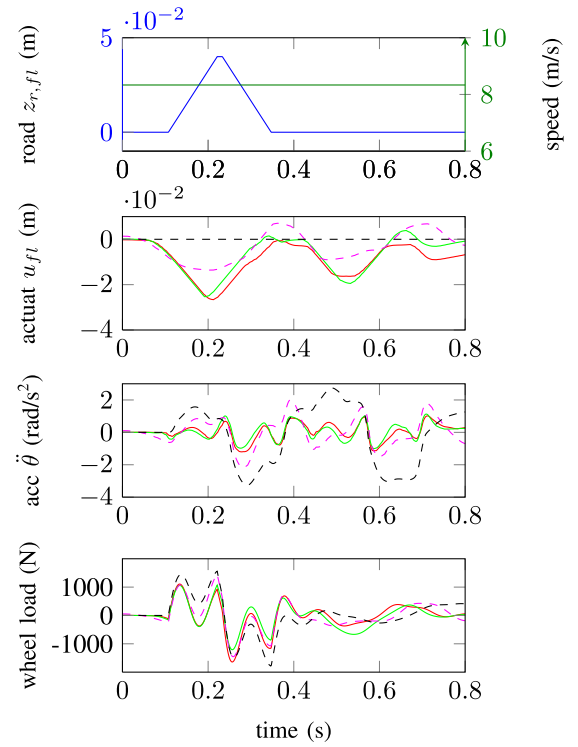 ·10⁻²
5
0
road z_{r,fl} (m)
10
8
6
speed (m/s)
0 0.2 0.4 0.6 0.8
·10⁻²
0
−2
−4
actuat u_{fl} (m)
0 0.2 0.4 0.6 0.8
2
0
−2
−4
acc θ̈ (rad/s²)
0 0.2 0.4 0.6 0.8
1000
0
-1000
wheel load (N)
0 0.2 0.4 0.6 0.8
time (s)